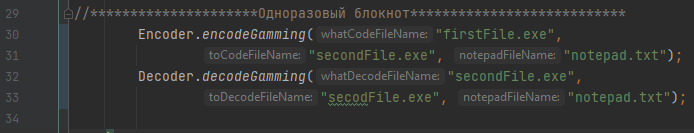 29 //*********************Одноразовый блокнот***************************
30 Encoder.encodeGamming( whatCodeFileName: "firstFile.exe",
31 toCodeFileName: "secondFile.exe", notepadFileName: "notepad.txt");
32 Decoder.decodeGamming( whatDecodeFileName: "secondFile.exe",
33 toDecodeFileName: "secodFile.exe", notepadFileName: "notepad.txt");
34